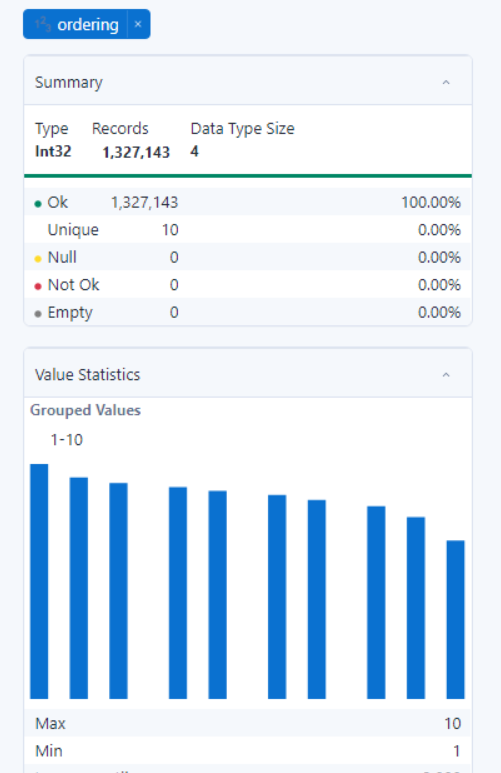 ordering ×
Summary
Type Records Data Type Size
Int32 1,327,143 4
Ok 1,327,143 100.00%
Unique 10 0.00%
Null 0 0.00%
Not Ok 0 0.00%
Empty 0 0.00%
Value Statistics
Grouped Values
1-10
Max 10
Min 1